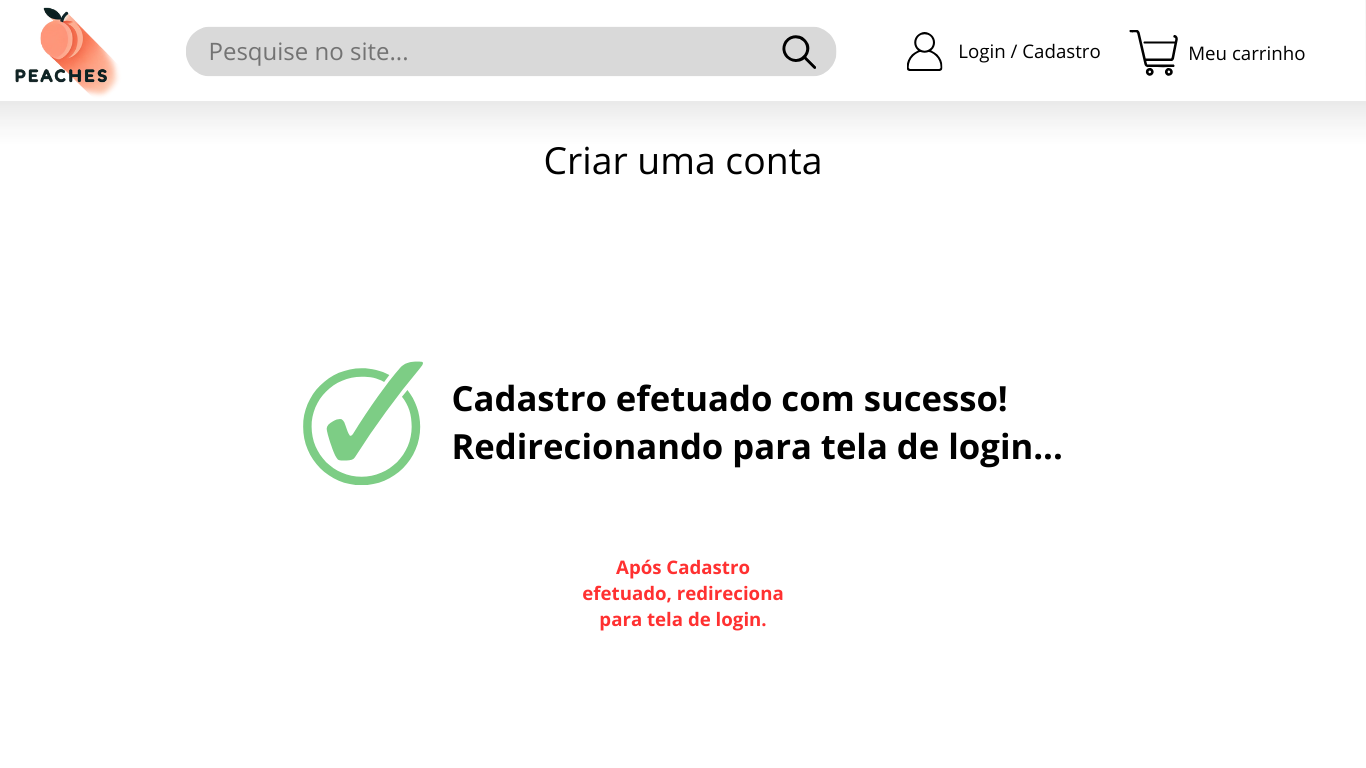 PEACHES
Pesquise no site...
Login / Cadastro
Meu carrinho
Criar uma conta
Cadastro efetuado com sucesso!
Redirecionando para tela de login...
Após Cadastro
efetuado, redireciona
para tela de login.